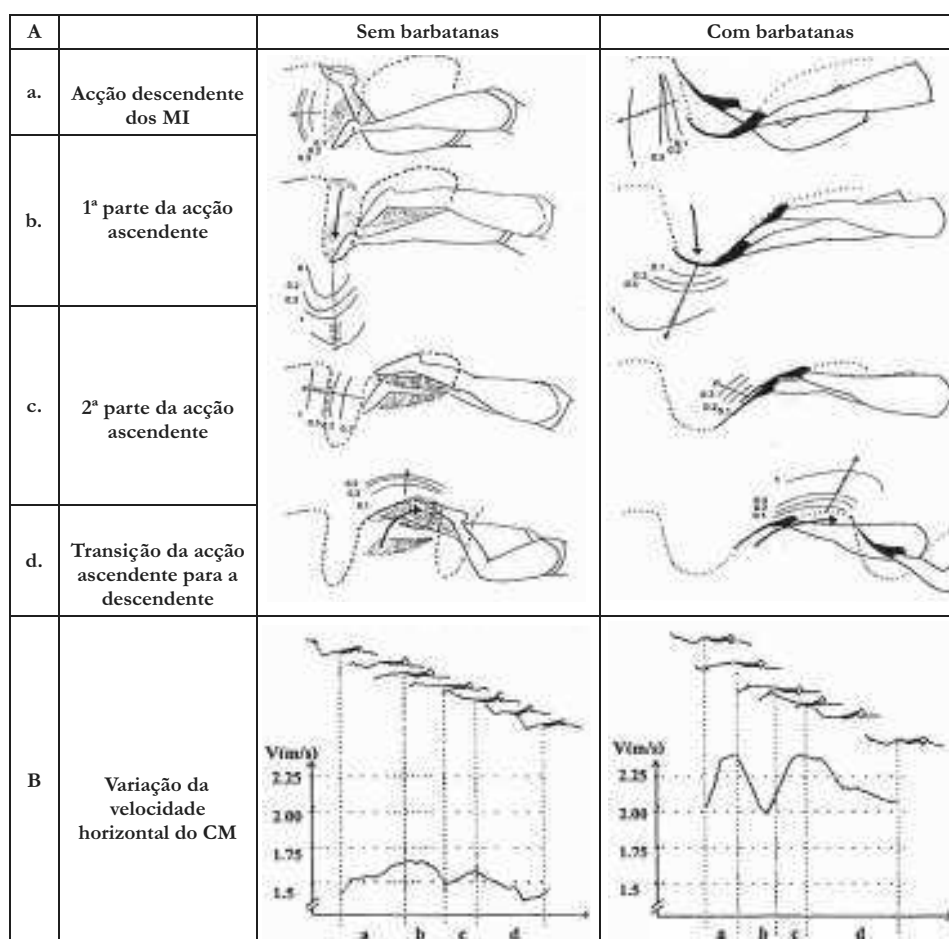 A
Sem barbatanas
Com barbatanas
a.
Acção descendente
dos MI
b.
1ª parte da acção
ascendente
c.
2ª parte da acção
ascendente
d.
Transição da acção
ascendente para a
descendente
B
Variação da
velocidade
horizontal do CM
V(m/s)
2.25
2.00
1.75
1.5
a
b
c
d
V(m/s)
2.25
2.00
1.75
1.5
a
b
c
d